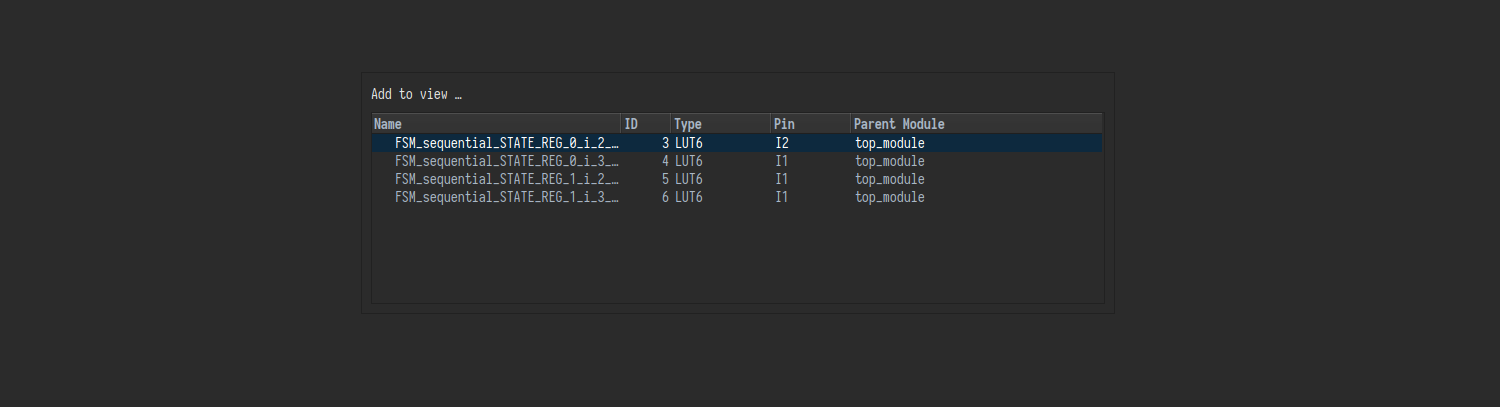 Add to view …
Name ID Type Pin Parent Module
FSM_sequential_STATE_REG_0_i_2_… 3 LUT6 I2 top_module
FSM_sequential_STATE_REG_0_i_3_… 4 LUT6 I1 top_module
FSM_sequential_STATE_REG_1_i_2_… 5 LUT6 I1 top_module
FSM_sequential_STATE_REG_1_i_3_… 6 LUT6 I1 top_module